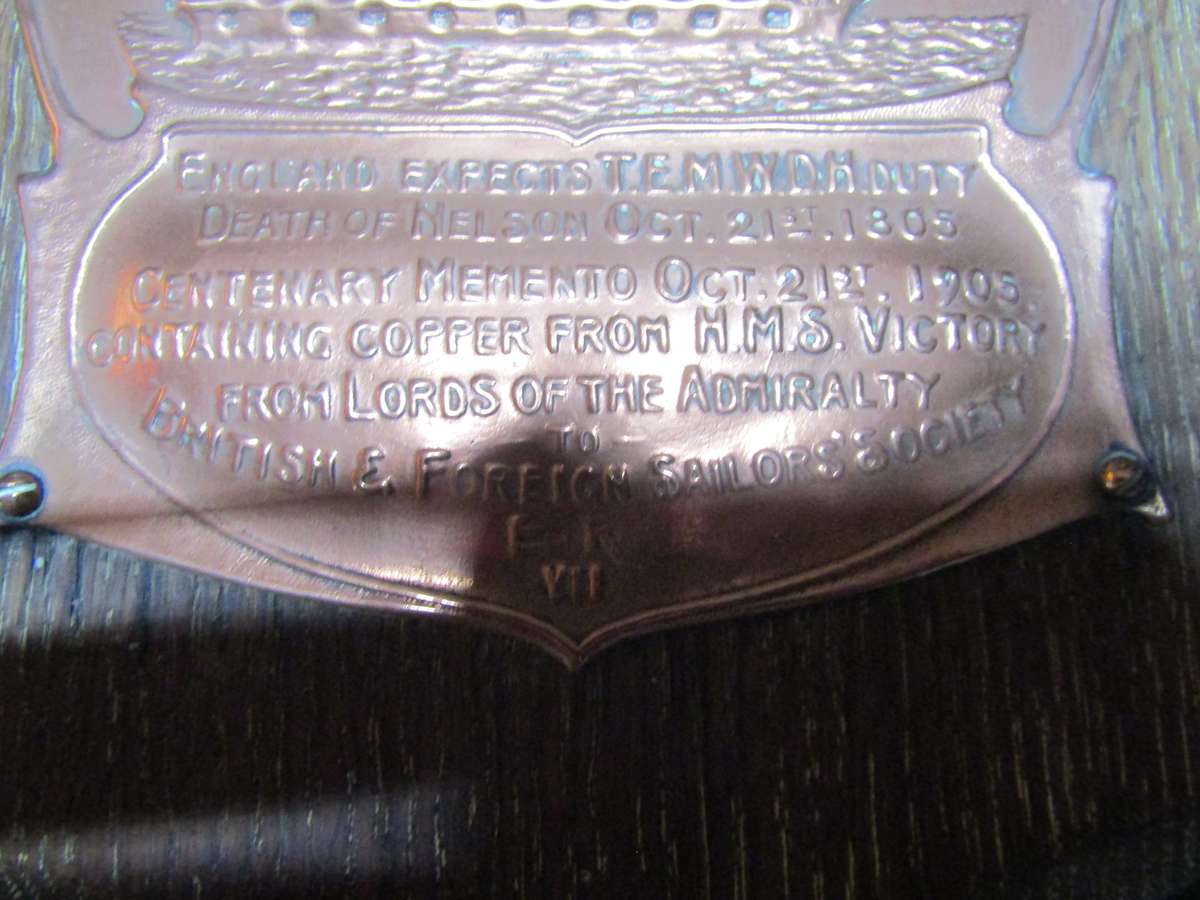 ENGLAND EXPECTS T.E.M.W.D.H. DUTY
DEATH OF NELSON OCT. 21ST. 1805
CENTENARY MEMENTO OCT. 21ST. 1905.
CONTAINING COPPER FROM H.M.S. VICTORY
FROM LORDS OF THE ADMIRALTY
TO
BRITISH & FOREIGN SAILORS' SOCIETY
E R
VII